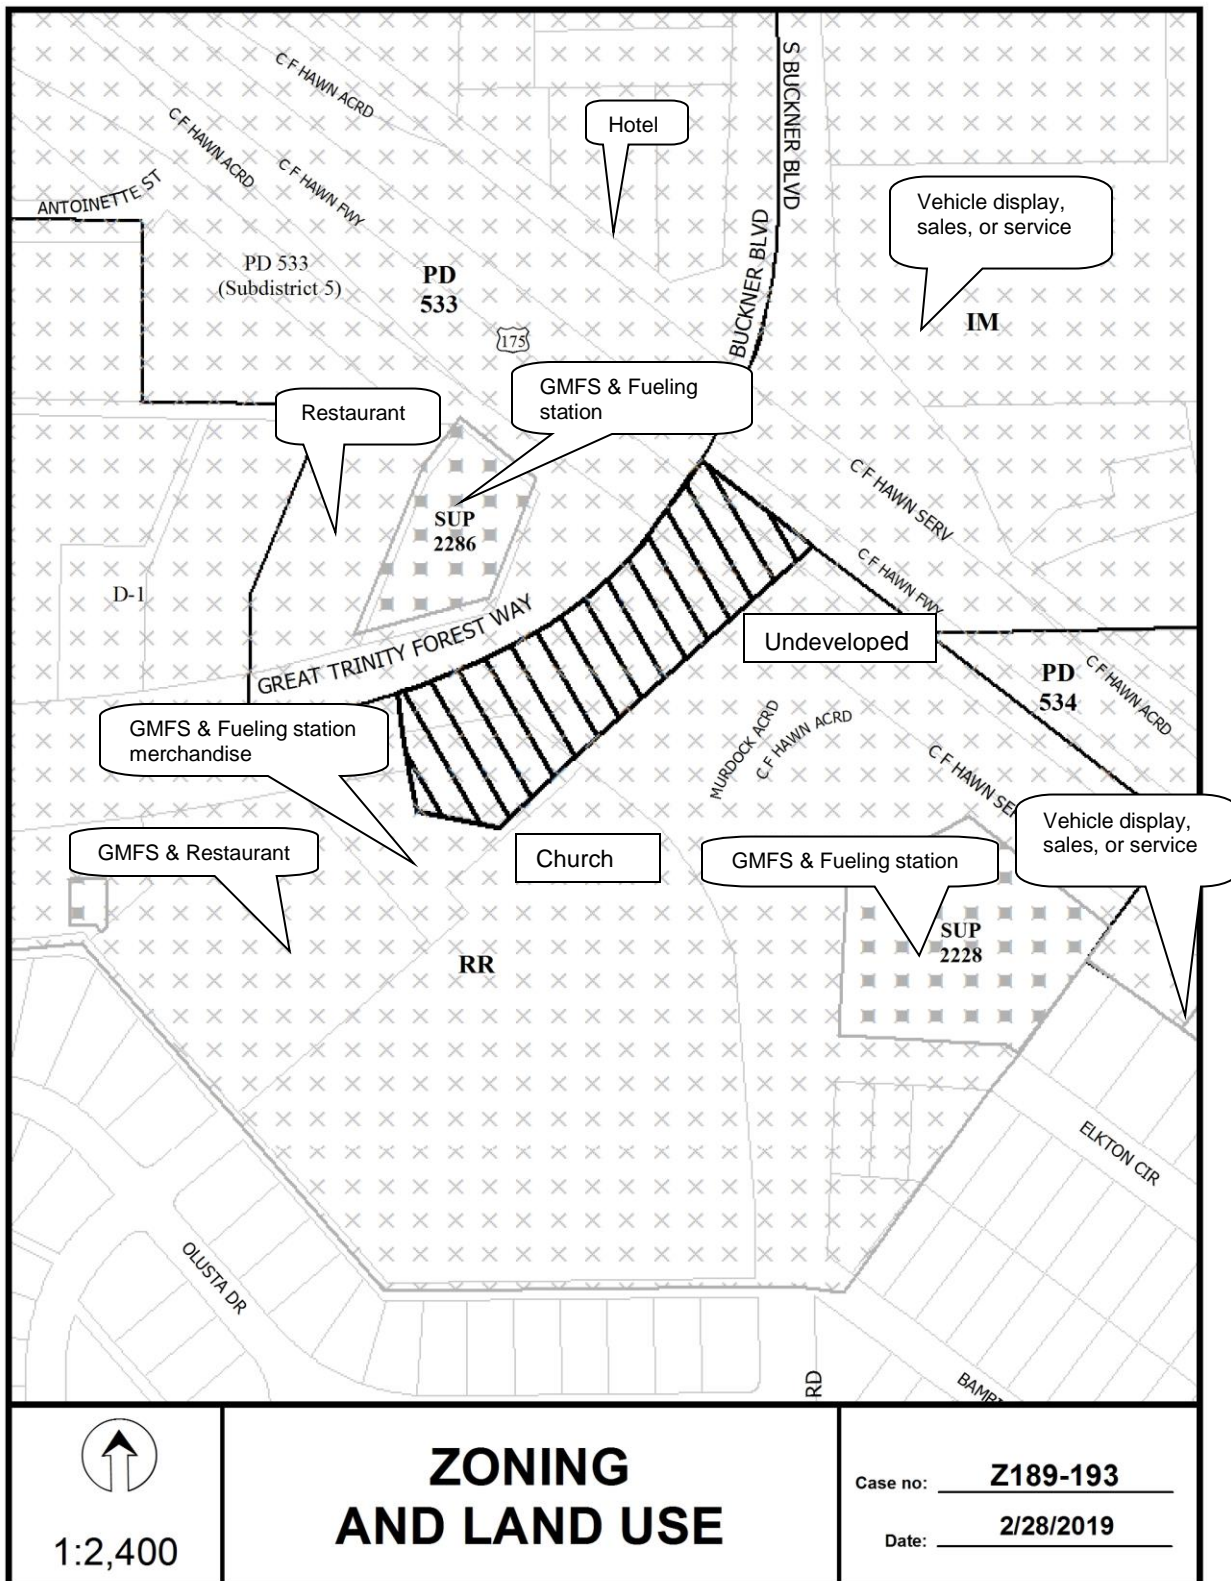 C F HAWN ACRD
S BUCKNER BLVD
Hotel
C F HAWN ACRD
C F HAWN FWY
ANTOINETTE ST
Vehicle display,
sales, or service
BUCKNER BLVD
PD 533
(Subdistrict 5)
PD
533
IM
175
GMFS & Fueling
station
Restaurant
C F HAWN SERV
SUP
2286
C F HAWN FWY
D-1
GREAT TRINITY FOREST WAY
Undeveloped
PD
534
C F HAWN ACRD
GMFS & Fueling station
merchandise
MURDOCK ACRD
C F HAWN ACRD
C F HAWN SE
Vehicle display,
sales, or service
GMFS & Restaurant
Church
GMFS & Fueling station
SUP
2228
RR
ELKTON CIR
OLUSTA DR
RD
1:2,400
ZONING
AND LAND USE
Case no: Z189-193
Date: 2/28/2019